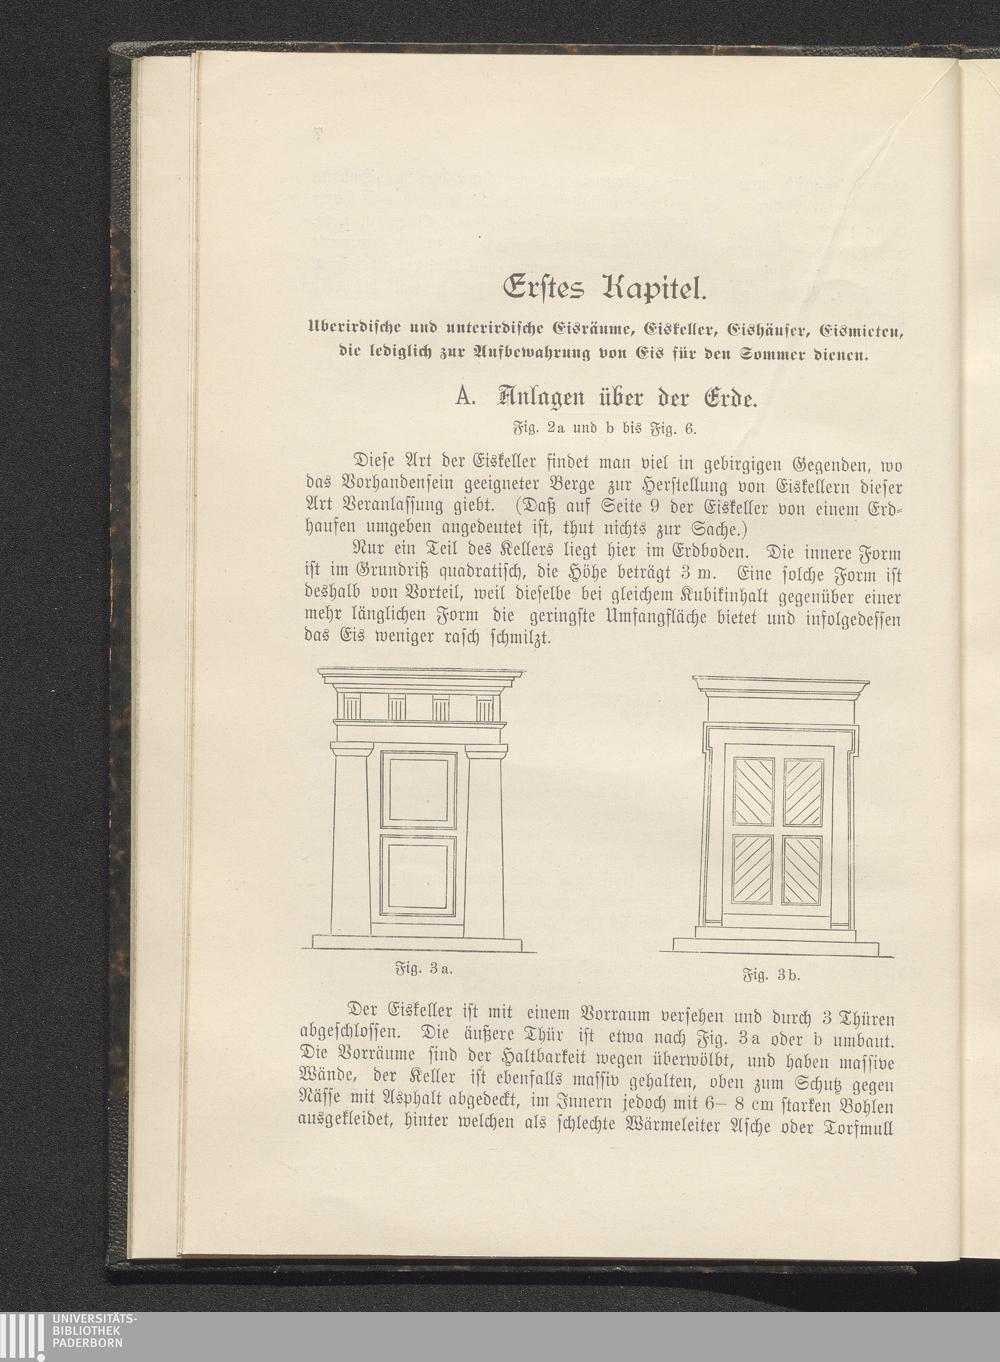 Erstes Kapitel.
Uberirdische und unterirdische Eisräume, Eiskeller, Eishäuser, Eismieten,
die lediglich zur Aufbewahrung von Eis für den Sommer dienen.
A. Anlagen über der Erde.
Fig. 2a und b bis Fig. 6.
Diese Art der Eiskeller findet man viel in gebirgigen Gegenden, wo
das Vorhandensein geeigneter Berge zur Herstellung von Eiskellern dieser
Art Veranlassung giebt. (Daß auf Seite 9 der Eiskeller von einem Erd-
haufen umgeben angedeutet ist, thut nichts zur Sache.)
Nur ein Teil des Kellers liegt hier im Erdboden. Die innere Form
ist im Grundriß quadratisch, die Höhe beträgt 3 m. Eine solche Form ist
deshalb von Vorteil, weil dieselbe bei gleichem Kubikinhalt gegenüber einer
mehr länglichen Form die geringste Umfangfläche bietet und infolgedessen
das Eis weniger rasch schmilzt.
Fig. 3a.
Fig. 3b.
Der Eiskeller ist mit einem Vorraum versehen und durch 3 Thüren
abgeschlossen. Die äußere Thür ist etwa nach Fig. 3a oder b umbaut.
Die Vorräume sind der Haltbarkeit wegen überwölbt, und haben massive
Wände, der Keller ist ebenfalls massiv gehalten, oben zum Schutz gegen
Nässe mit Asphalt abgedeckt, im Innern jedoch mit 6– 8 cm starken Bohlen
ausgekleidet, hinter welchen als schlechte Wärmeleiter Asche oder Torfmull
UNIVERSITÄTS-
BIBLIOTHEK
PADERBORN